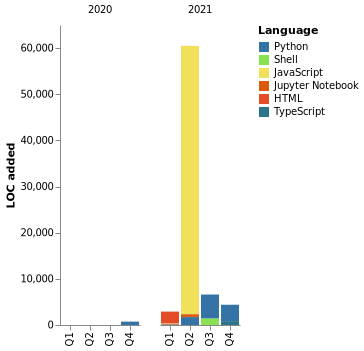 2020 2021
Language
Python
Shell
JavaScript
Jupyter Notebook
HTML
TypeScript
LOC added
60,000
50,000
40,000
30,000
20,000
10,000
0
Q1 Q2 Q3 Q4 Q1 Q2 Q3 Q4